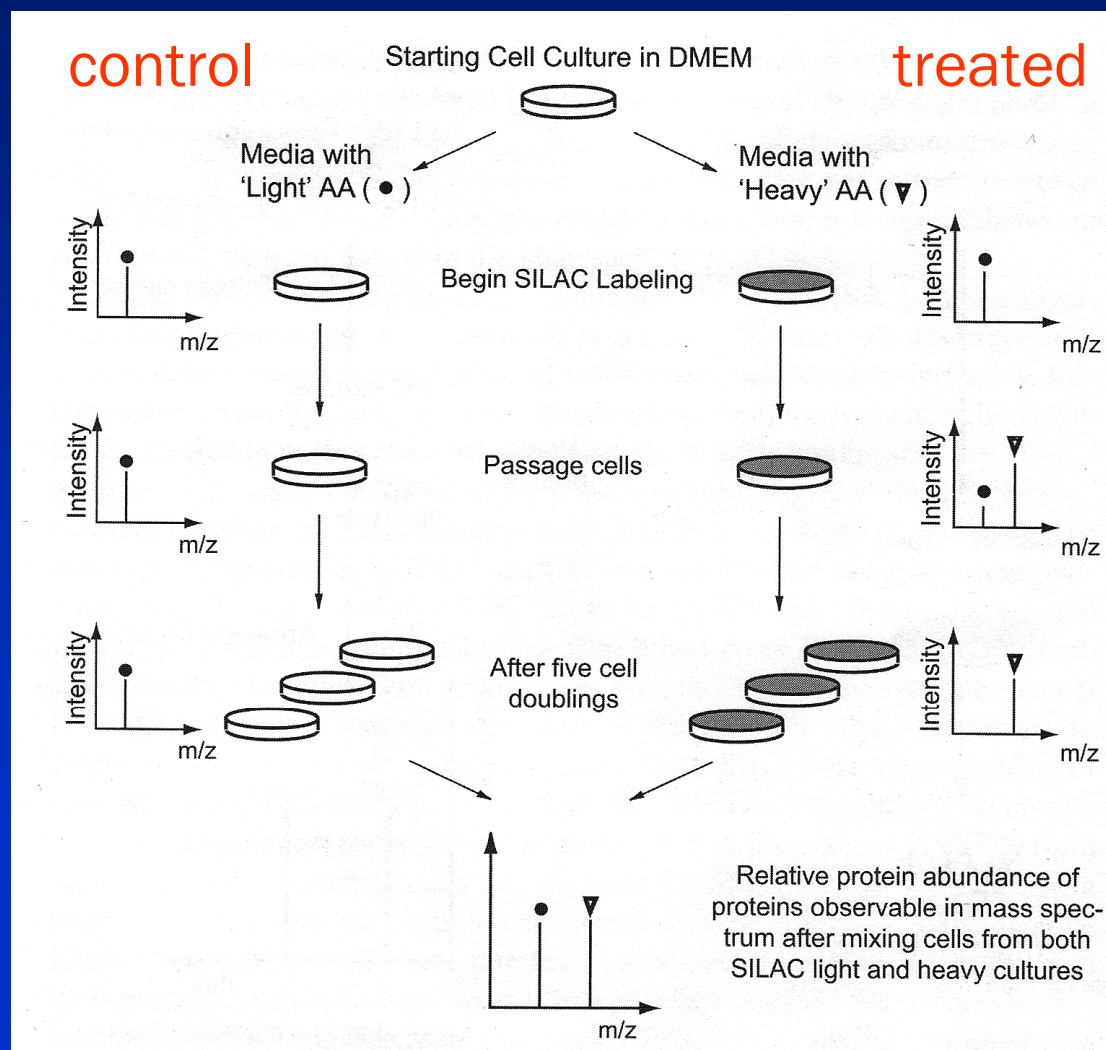 control
Starting Cell Culture in DMEM
treated
Media with
'Light' AA ( ● )
Media with
'Heavy' AA ( ▼ )
Intensity
m/z
Begin SILAC Labeling
Intensity
m/z
Intensity
m/z
Passage cells
Intensity
m/z
Intensity
m/z
After five cell
doublings
Intensity
m/z
Intensity
m/z
Relative protein abundance of
proteins observable in mass spec-
trum after mixing cells from both
SILAC light and heavy cultures